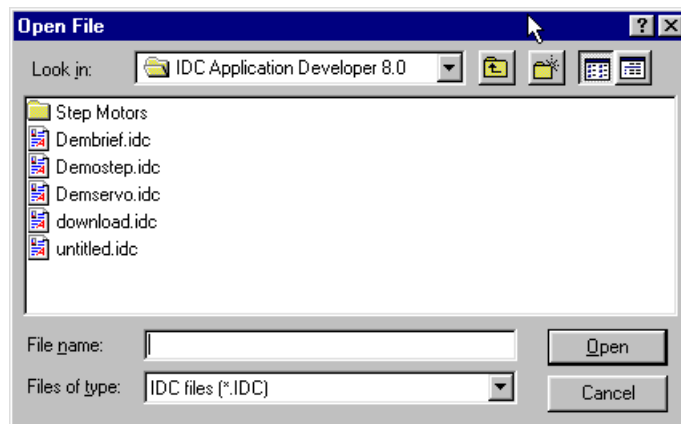 Open File
Look in: IDC Application Developer 8.0
Step Motors
Dembrief.idc
Demostep.idc
Demservo.idc
download.idc
untitled.idc
File name: Open
Files of type: IDC files (*.IDC) Cancel